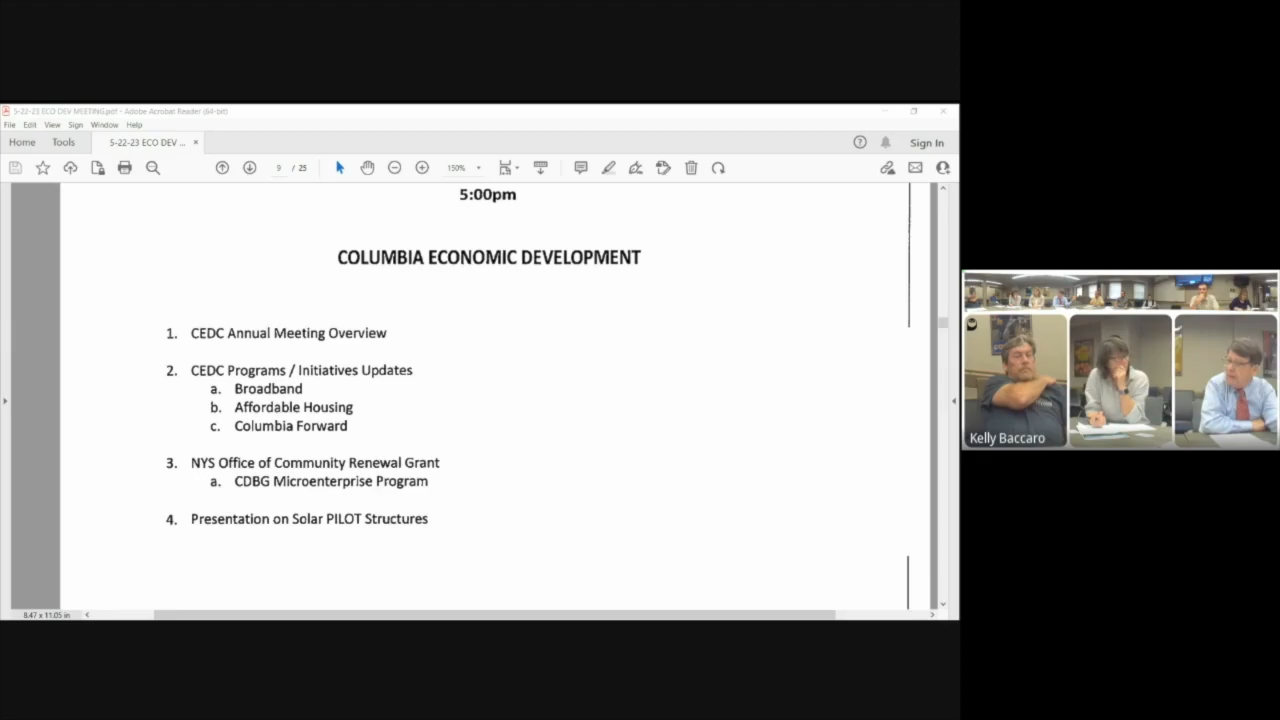 5-22-23 ECO DEV MEETING.pdf - Adobe Acrobat Reader (64-bit)
File Edit View Sign Window Help
Home Tools 5-22-23 ECO DEV ... × Sign In
9 / 25 150%
5:00pm
COLUMBIA ECONOMIC DEVELOPMENT
1. CEDC Annual Meeting Overview
2. CEDC Programs / Initiatives Updates
a. Broadband
b. Affordable Housing
c. Columbia Forward
3. NYS Office of Community Renewal Grant
a. CDBG Microenterprise Program
4. Presentation on Solar PILOT Structures
8.47 x 11.05 in
Kelly Baccaro